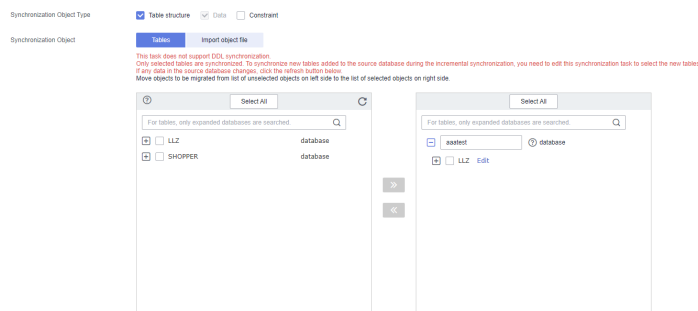 Synchronization Object Type
Table structure
Data
Constraint
Synchronization Object
Tables
Import object file
This task does not support DDL synchronization.
Only selected tables are synchronized. To synchronize new tables added to the source database during the incremental synchronization, you need to edit this synchronization task to select the new tables
If any data in the source database changes, click the refresh button below.
Move objects to be migrated from list of unselected objects on left side to the list of selected objects on right side.
Select All
Select All
For tables, only expanded databases are searched.
For tables, only expanded databases are searched.
LLZ database
aaatest database
SHOPPER database
LLZ Edit